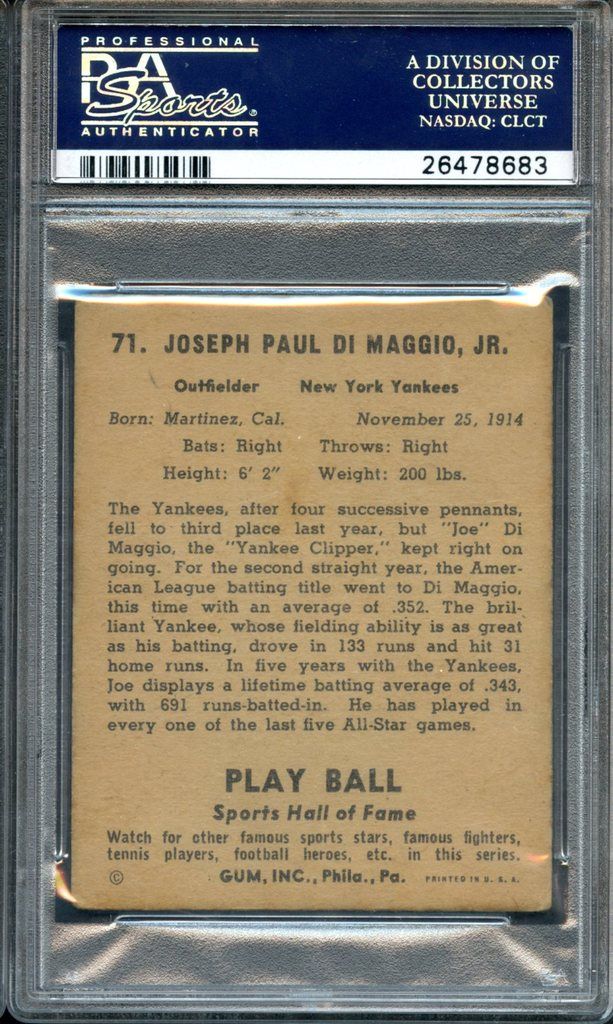 PROFESSIONAL
PSA
Sports®
AUTHENTICATOR
A DIVISION OF
COLLECTORS
UNIVERSE
NASDAQ: CLCT
26478683
71. JOSEPH PAUL DI MAGGIO, JR.
Outfielder New York Yankees
Born: Martinez, Cal. November 25, 1914
Bats: Right Throws: Right
Height: 6' 2" Weight: 200 lbs.
The Yankees, after four successive pennants,
fell to third place last year, but "Joe" Di
Maggio, the "Yankee Clipper," kept right on
going. For the second straight year, the Amer-
ican League batting title went to Di Maggio,
this time with an average of .352. The bril-
liant Yankee, whose fielding ability is as great
as his batting, drove in 133 runs and hit 31
home runs. In five years with the Yankees,
Joe displays a lifetime batting average of .343,
with 691 runs-batted-in. He has played in
every one of the last five All-Star games.
PLAY BALL
Sports Hall of Fame
Watch for other famous sports stars, famous fighters,
tennis players, football heroes, etc. in this series.
© GUM, INC., Phila., Pa. PRINTED IN U. S. A.